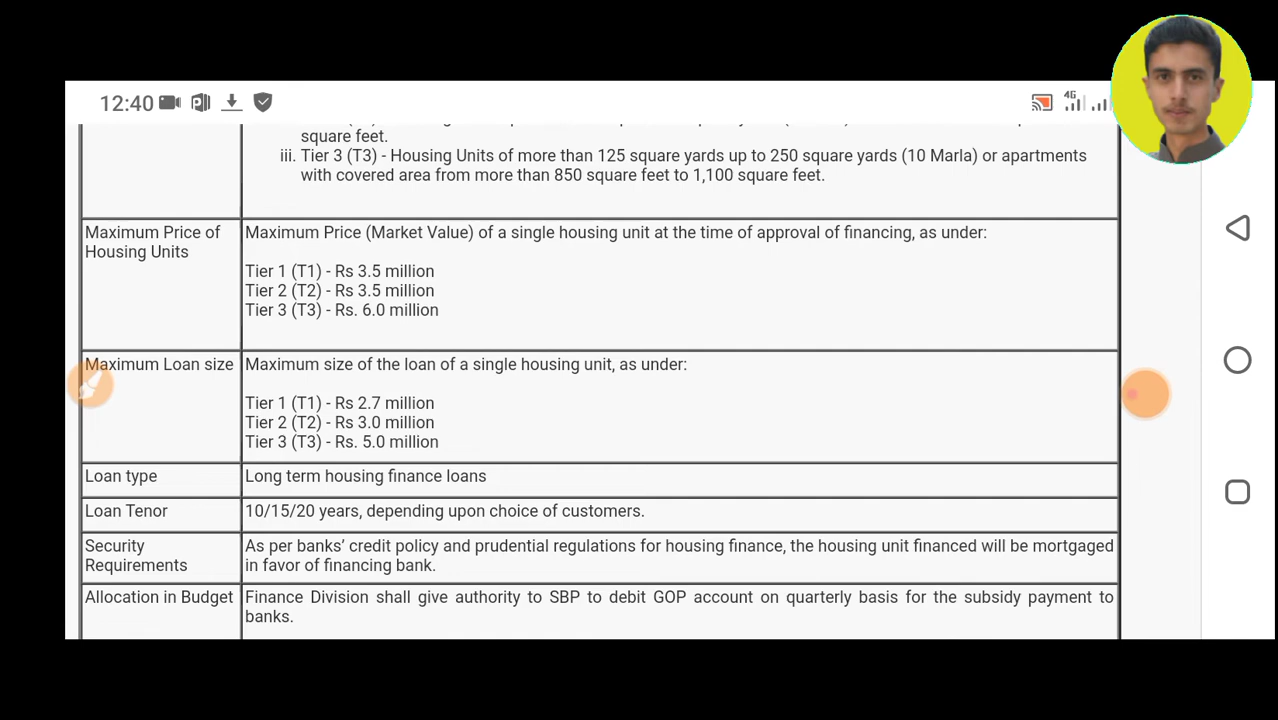 12:40
4G
square feet.
iii. Tier 3 (T3) - Housing Units of more than 125 square yards up to 250 square yards (10 Marla) or apartments
with covered area from more than 850 square feet to 1,100 square feet.
Maximum Price of
Housing Units
Maximum Price (Market Value) of a single housing unit at the time of approval of financing, as under:
Tier 1 (T1) - Rs 3.5 million
Tier 2 (T2) - Rs 3.5 million
Tier 3 (T3) - Rs. 6.0 million
Maximum Loan size
Maximum size of the loan of a single housing unit, as under:
Tier 1 (T1) - Rs 2.7 million
Tier 2 (T2) - Rs 3.0 million
Tier 3 (T3) - Rs. 5.0 million
Loan type
Long term housing finance loans
Loan Tenor
10/15/20 years, depending upon choice of customers.
Security
Requirements
As per banks’ credit policy and prudential regulations for housing finance, the housing unit financed will be mortgaged
in favor of financing bank.
Allocation in Budget
Finance Division shall give authority to SBP to debit GOP account on quarterly basis for the subsidy payment to
banks.